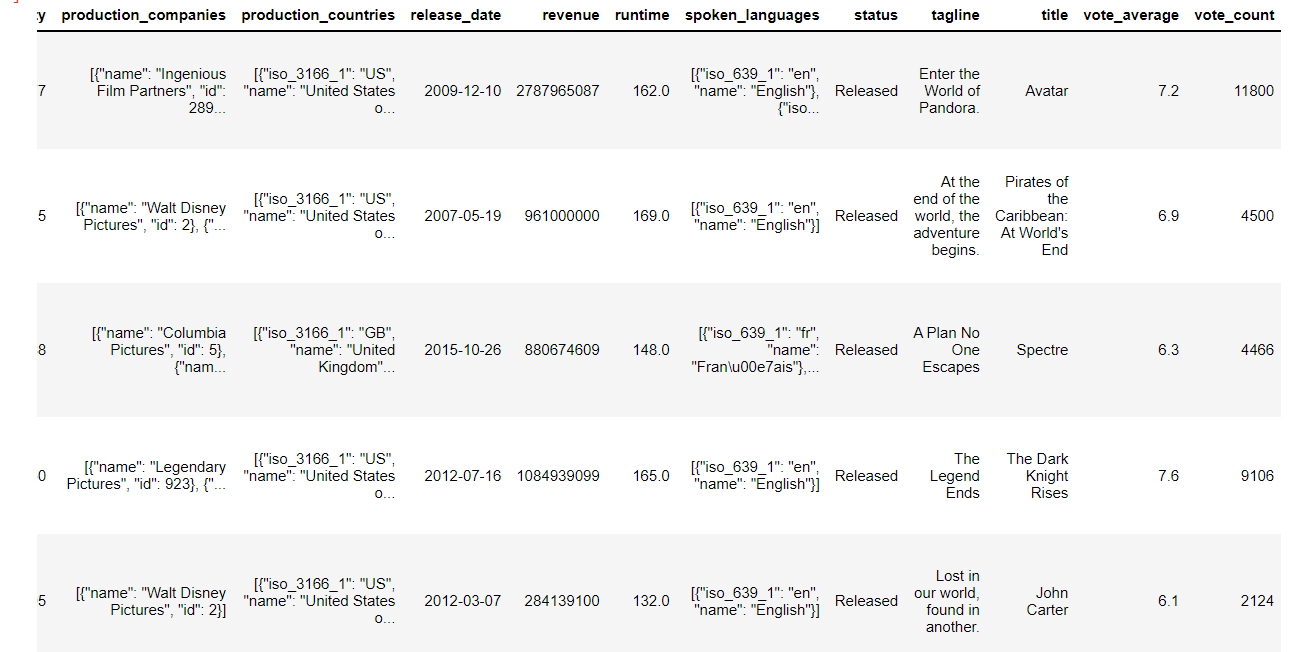 :y production_companies production_countries release_date revenue runtime spoken_languages status tagline title vote_average vote_count
[{"name": "Ingenious
Film Partners", "id":
289...
[{"iso_3166_1": "US",
"name": "United States
o...
7 2009-12-10 2787965087 162.0
[{"iso_639_1": "en",
"name": "English"},
{"iso...
Released
Enter the
World of
Pandora.
Avatar 7.2 11800
5
[{"name": "Walt Disney
Pictures", "id": 2}, {"...
[{"iso_3166_1": "US",
"name": "United States
o...
2007-05-19 961000000 169.0
[{"iso_639_1": "en",
"name": "English"}]
Released
At the
end of the
world, the
adventure
begins.
Pirates of
the
Caribbean:
At World's
End
6.9 4500
8
[{"name": "Columbia
Pictures", "id": 5},
{"nam...
[{"iso_3166_1": "GB",
"name": "United
Kingdom"...
2015-10-26 880674609 148.0
[{"iso_639_1": "fr",
"name":
"Fran\u00e7ais"},...
Released
A Plan No
One
Escapes
Spectre 6.3 4466
0
[{"name": "Legendary
Pictures", "id": 923}, {"...
[{"iso_3166_1": "US",
"name": "United States
o...
2012-07-16 1084939099 165.0
[{"iso_639_1": "en",
"name": "English"}]
Released
The
Legend
Ends
The Dark
Knight
Rises
7.6 9106
5
[{"name": "Walt Disney
Pictures", "id": 2}]
[{"iso_3166_1": "US",
"name": "United States
o...
2012-03-07 284139100 132.0
[{"iso_639_1": "en",
"name": "English"}]
Released
Lost in
our world,
found in
another.
John
Carter
6.1 2124